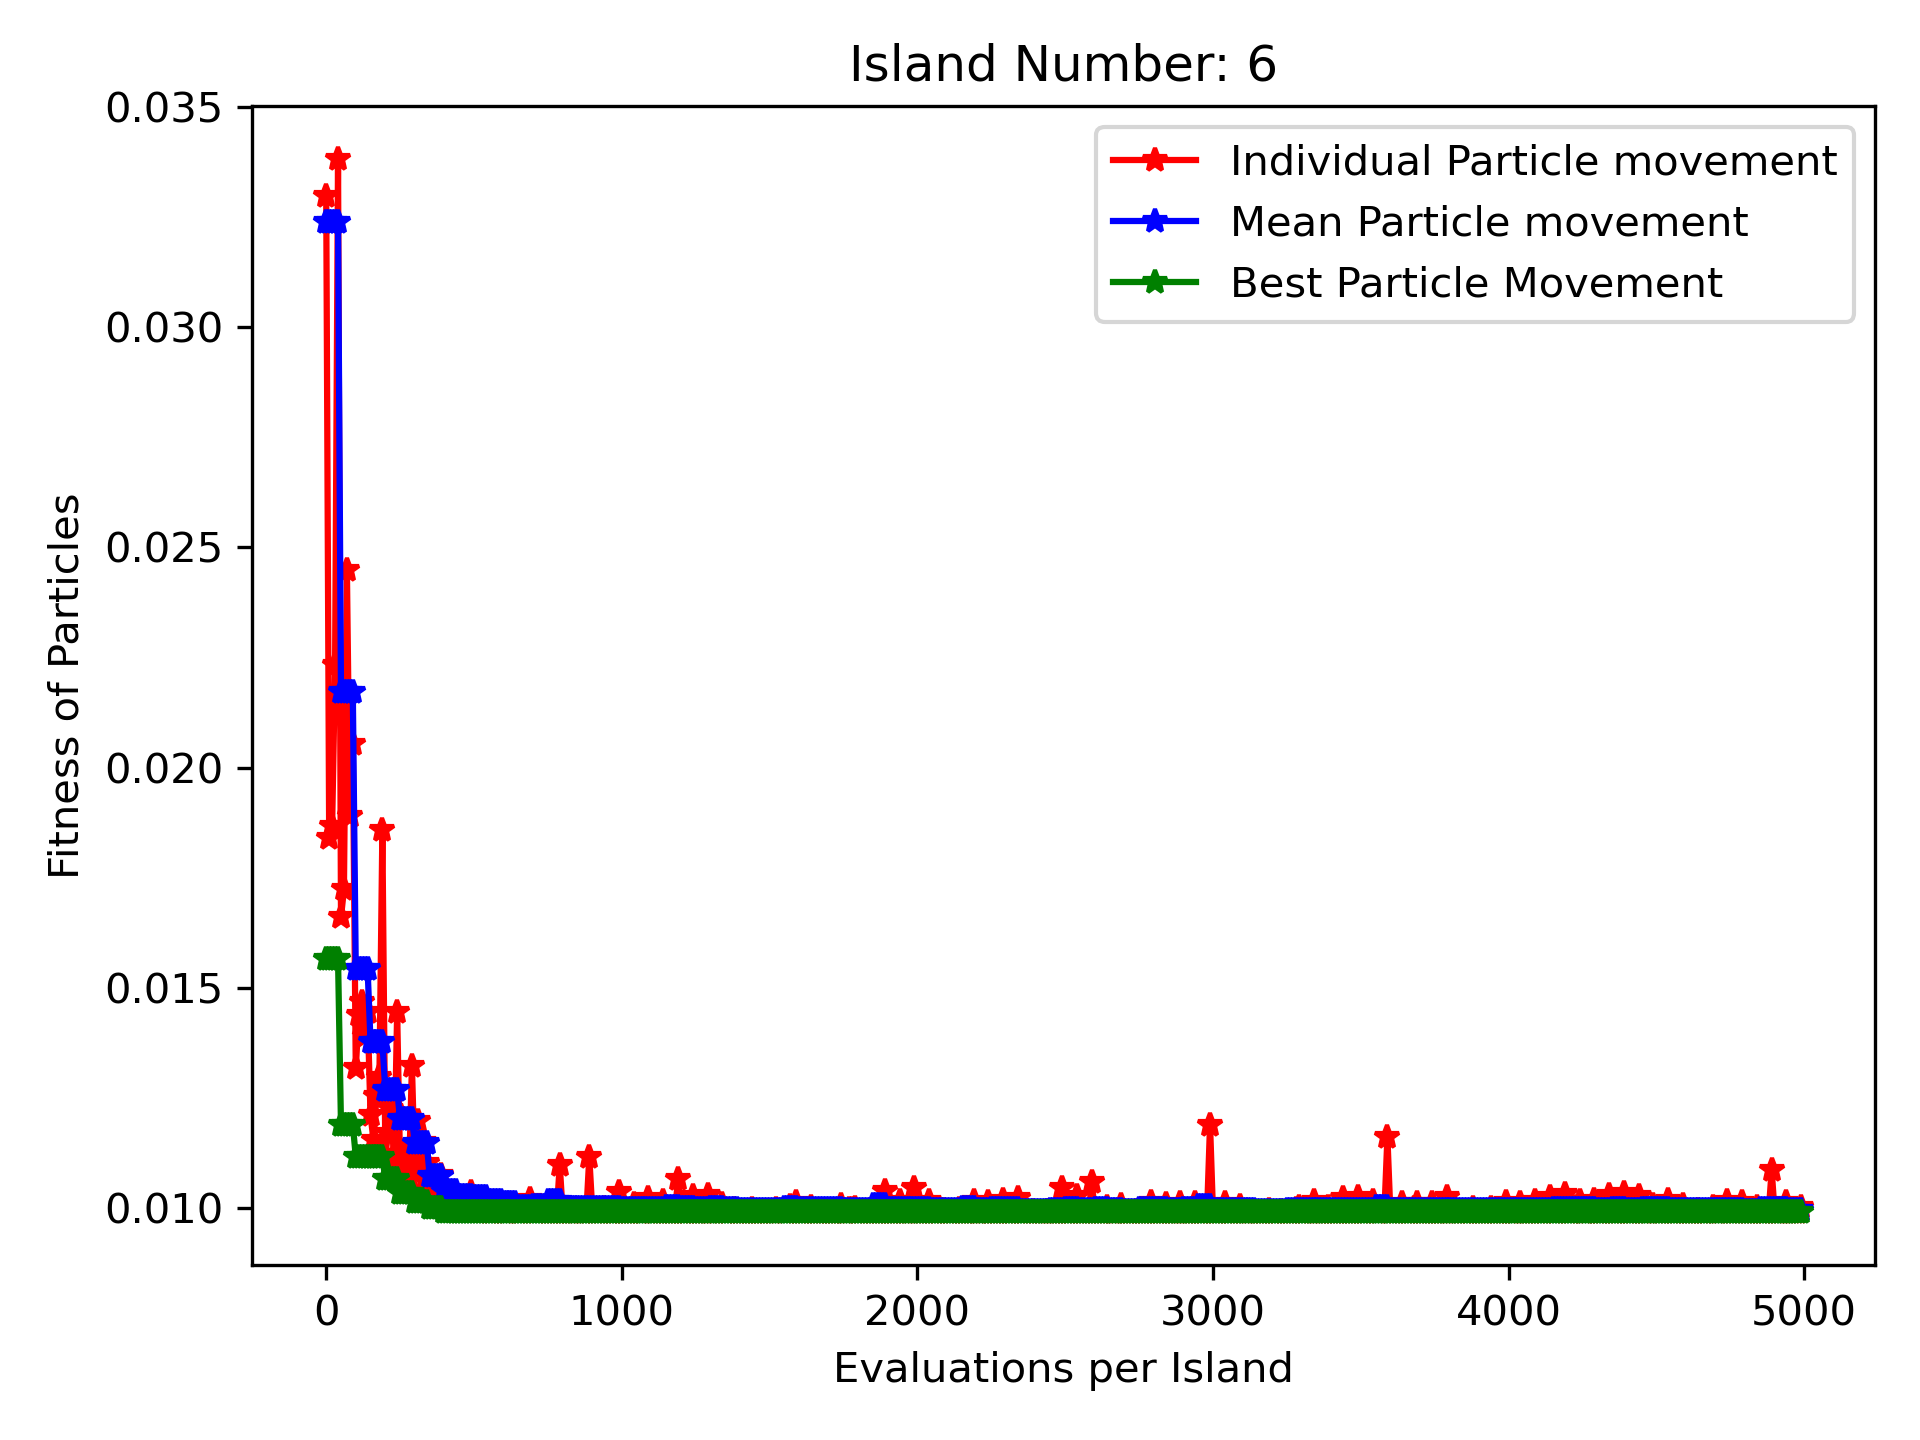 Island Number: 6
0.035
0.030
0.025
0.020
0.015
0.010
Fitness of Particles
Individual Particle movement
Mean Particle movement
Best Particle Movement
0 1000 2000 3000 4000 5000
Evaluations per Island